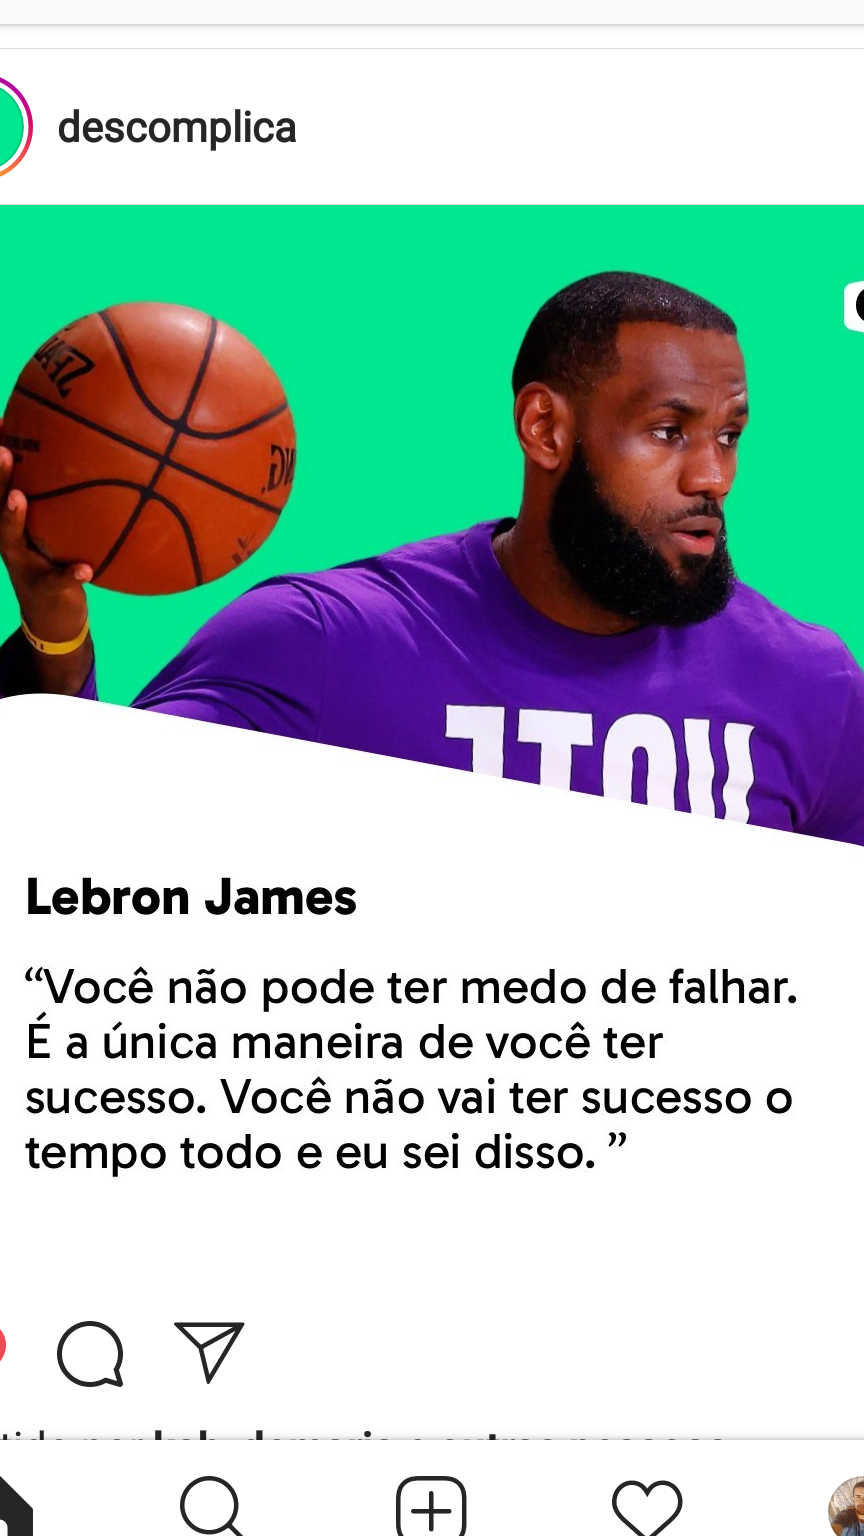 descomplica
Lebron James
“Você não pode ter medo de falhar.
É a única maneira de você ter
sucesso. Você não vai ter sucesso o
tempo todo e eu sei disso. ”